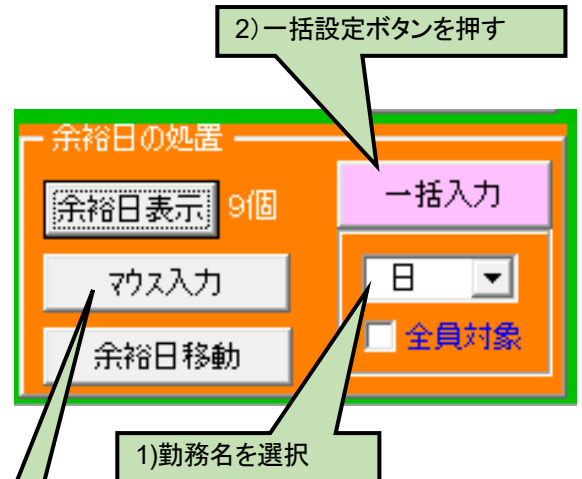 2)一括設定ボタンを押す
余裕日の処置
余裕日表示 9個
一括入力
マウス入力
日
全員対象
余裕日移動
1)勤務名を選択